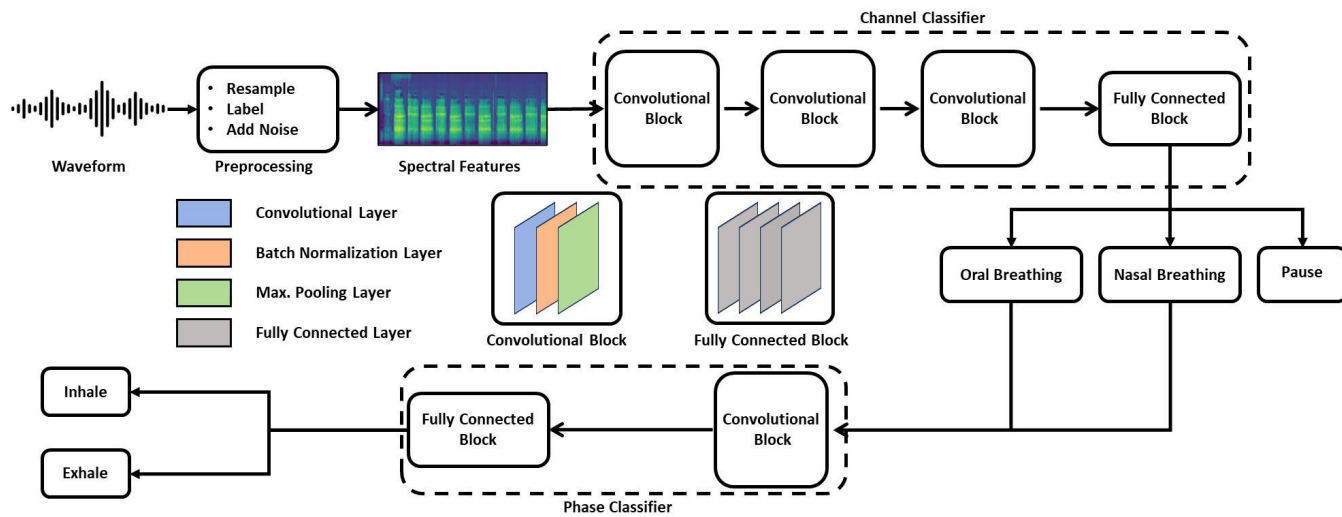 Channel Classifier
• Resample
• Label
• Add Noise
Convolutional
Block
Convolutional
Block
Convolutional
Block
Fully Connected
Block
Waveform
Preprocessing
Spectral Features
Convolutional Layer
Batch Normalization Layer
Max. Pooling Layer
Fully Connected Layer
Convolutional Block
Fully Connected Block
Oral Breathing
Nasal Breathing
Pause
Inhale
Exhale
Fully Connected
Block
Convolutional
Block
Phase Classifier